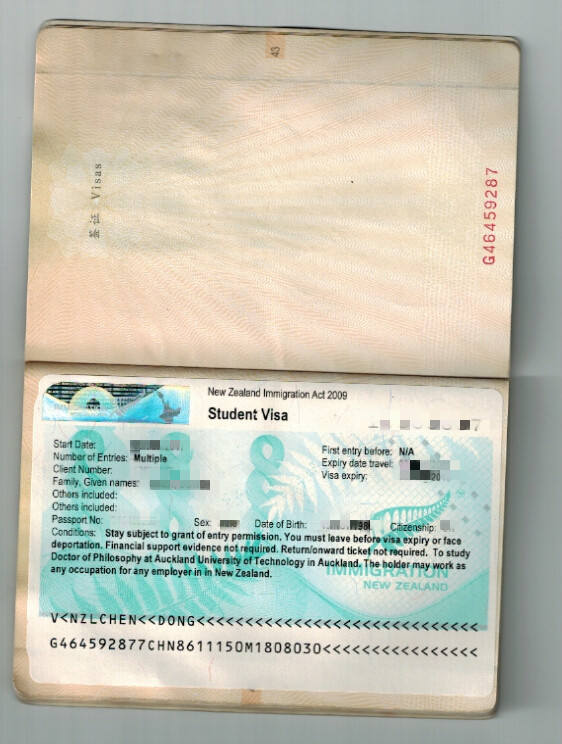 43
签证 Visas
G46459287
New Zealand Immigration Act 2009
Student Visa
Start Date:
Number of Entries: Multiple
Client Number:
Family, Given names:
Others included:
Others included:
First entry before: N/A
Expiry date travel:
Visa expiry:
Passport No: Sex: Date of Birth: Citizenship:
Conditions: Stay subject to grant of entry permission. You must leave before visa expiry or face
deportation. Financial support evidence not required. Return/onward ticket not required. To study
Doctor of Philosophy at Auckland University of Technology in Auckland. The holder may work as
any occupation for any employer in in New Zealand.
IMMIGRATION
NEW ZEALAND
V<NZLCHEN<<DONG<<<<<<<<<<<<<<<<<<<<<<<<<<<<<
G464592877CHN8611150M1808030<<<<<<<<<<<<<<<<